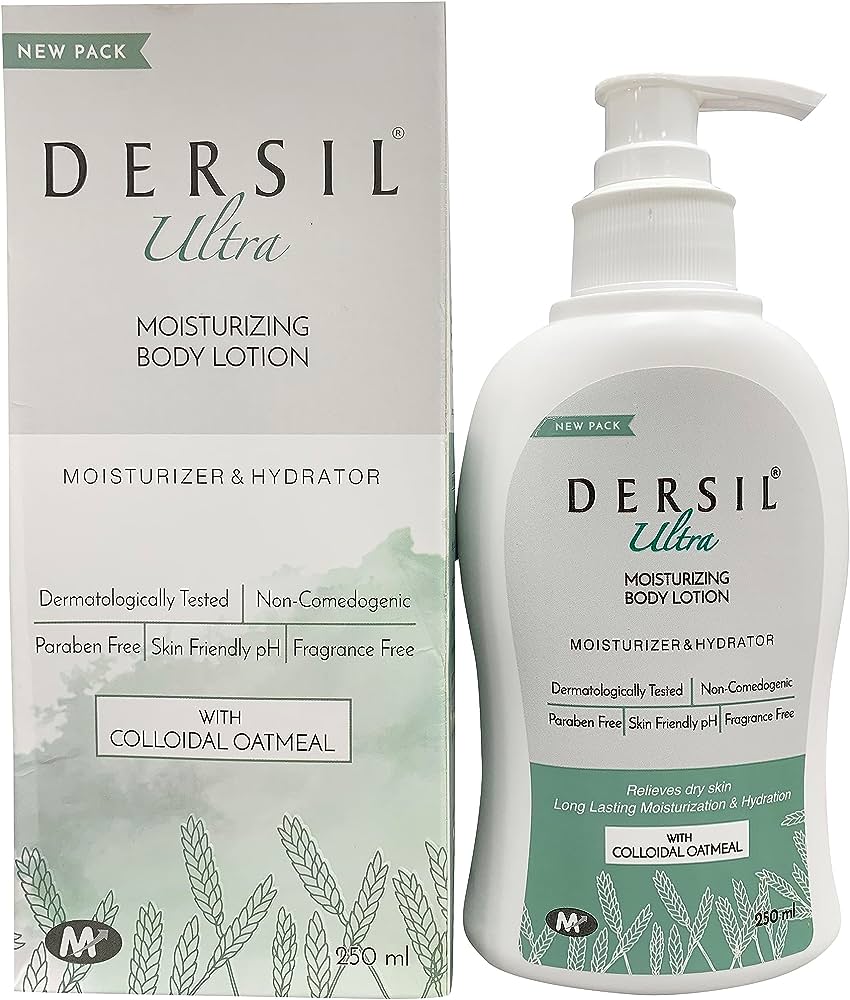 NEW PACK
DERSIL®
Ultra
MOISTURIZING
BODY LOTION
MOISTURIZER & HYDRATOR
Dermatologically Tested | Non-Comedogenic
Paraben Free | Skin Friendly pH | Fragrance Free
WITH
COLLOIDAL OATMEAL
M
250 ml
NEW PACK
DERSIL®
Ultra
MOISTURIZING
BODY LOTION
MOISTURIZER & HYDRATOR
Dermatologically Tested | Non-Comedogenic
Paraben Free | Skin Friendly pH | Fragrance Free
Relieves dry skin
Long Lasting Moisturization & Hydration
WITH
COLLOIDAL OATMEAL
M
250 ml